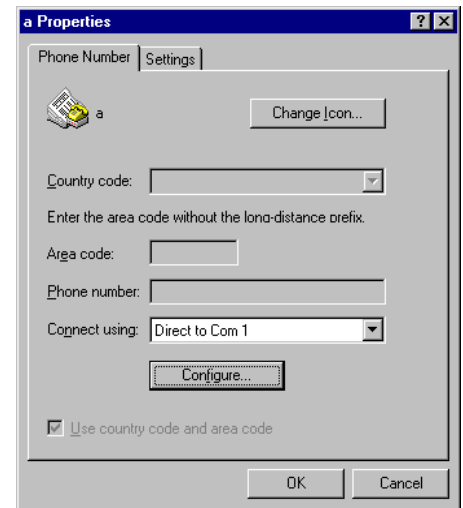 a Properties
Phone Number Settings
a Change Icon...
Country code:
Enter the area code without the long-distance prefix.
Area code:
Phone number:
Connect using: Direct to Com 1
Configure...
Use country code and area code
OK Cancel